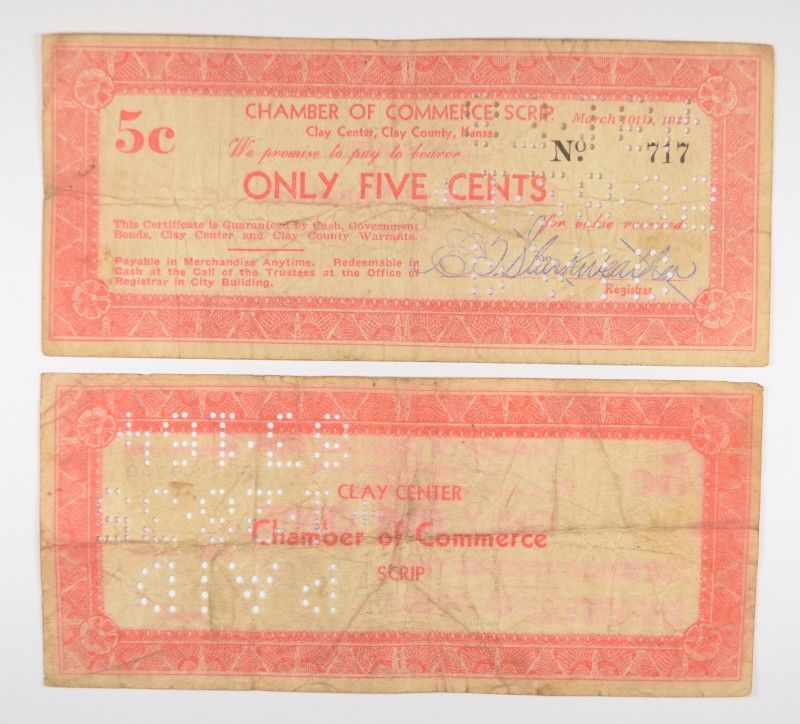 CHAMBER OF COMMERCE SCRIP
March 10th,
Clay Center, Clay County, Kansas
5c
We promise to pay to bearer
No. 717
ONLY FIVE CENTS
for value received
This Certificate is Guaranteed by Cash, Government
Bonds, Clay Center and Clay County Warrants.
Payable in Merchandise Anytime. Redeemable in
Cash at the Call of the Trustees at the Office of
Registrar in City Building.
Registrar
CLAY CENTER
Chamber of Commerce
SCRIP
PAID